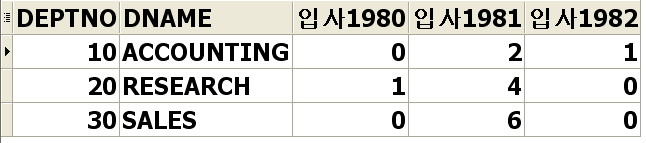 DEPTNO DNAME 입사1980 입사1981 입사1982
10 ACCOUNTING 0 2 1
20 RESEARCH 1 4 0
30 SALES 0 6 0